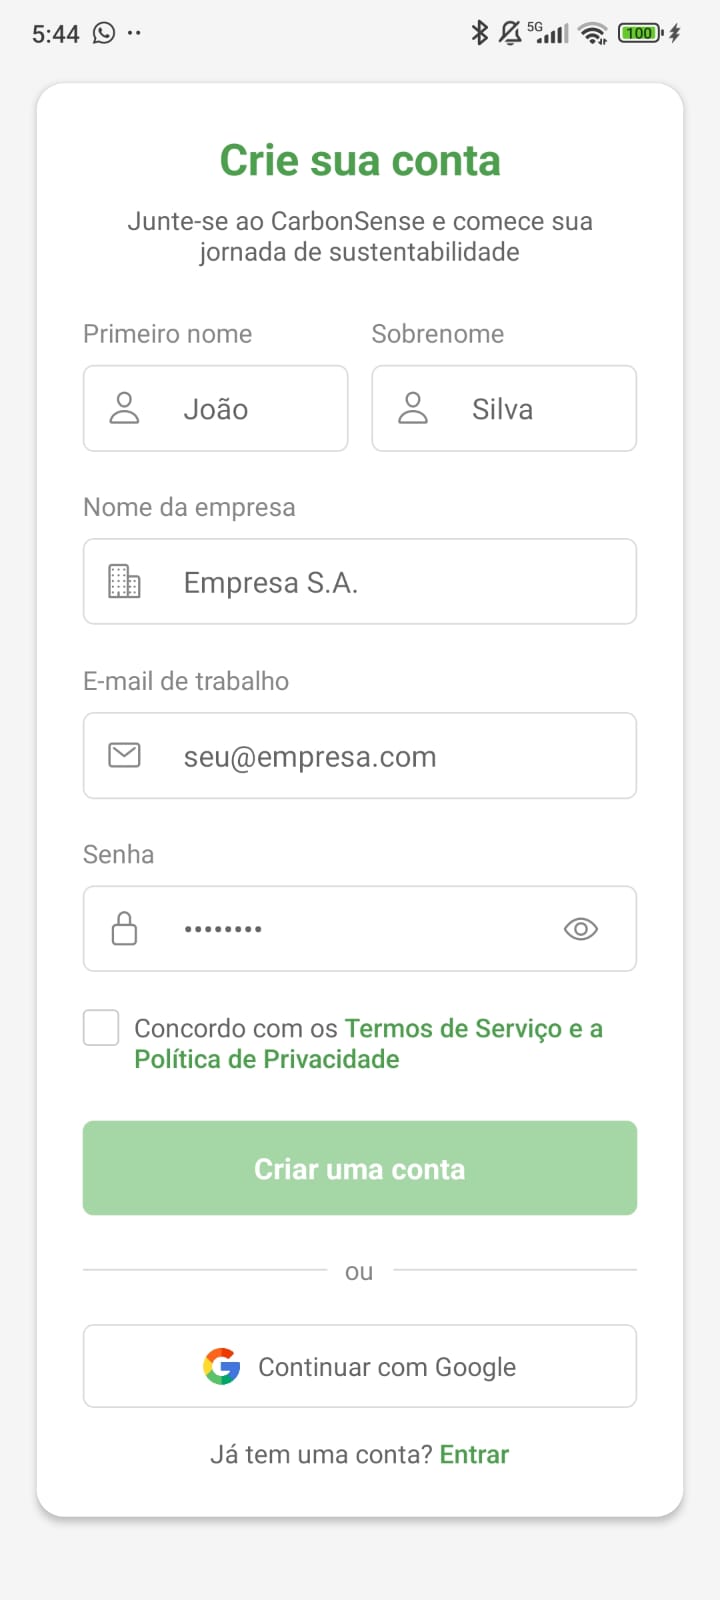 5:44
5G
100
Crie sua conta
Junte-se ao CarbonSense e comece sua
jornada de sustentabilidade
Primeiro nome
Sobrenome
João
Silva
Nome da empresa
Empresa S.A.
E-mail de trabalho
seu@empresa.com
Senha
••••••••
Concordo com os Termos de Serviço e a
Política de Privacidade
Criar uma conta
ou
Continuar com Google
Já tem uma conta? Entrar